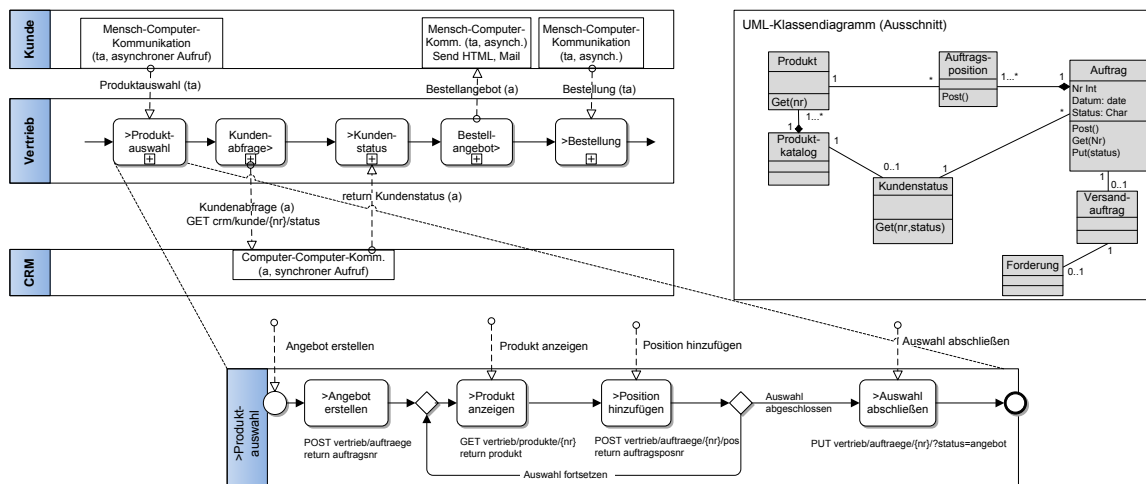 Kunde
Mensch-Computer-
Kommunikation
(ta, asynchroner Aufruf)
Mensch-Computer-
Komm. (ta, asynch.)
Send HTML, Mail
Mensch-Computer-
Kommunikation
(ta, asynch.)
Produktauswahl (ta)
Bestellangebot (a)
Bestellung (ta)
Vertrieb
>Produkt-
auswahl
Kunden-
abfrage>
>Kunden-
status
Bestell-
angebot>
>Bestellung
Kundenabfrage (a)
GET crm/kunde/{nr}/status
return Kundenstatus (a)
CRM
Computer-Computer-Komm.
(a, synchroner Aufruf)
UML-Klassendiagramm (Ausschnitt)
Produkt
Get(nr)
1
*
Auftrags-
position
Post()
1...*
1
Auftrag
Nr Int
Datum: date
Status: Char
Post()
Get(Nr)
Put(status)
1...*
1
Produkt-
katalog
1
0..1
Kundenstatus
Get(nr,status)
1
*
1
0..1
Versand-
auftrag
1
0..1
Forderung
Angebot erstellen
Produkt anzeigen
Position hinzufügen
Auswahl abschließen
>Produkt-
auswahl
>Angebot
erstellen
>Produkt
anzeigen
>Position
hinzufügen
Auswahl
abgeschlossen
>Auswahl
abschließen
POST vertrieb/auftraege
return auftragsnr
GET vertrieb/produkte/{nr}
return produkt
POST vertrieb/auftraege/{nr}/pos
return auftragsposnr
PUT vertrieb/auftraege/{nr}/?status=angebot
Auswahl fortsetzen